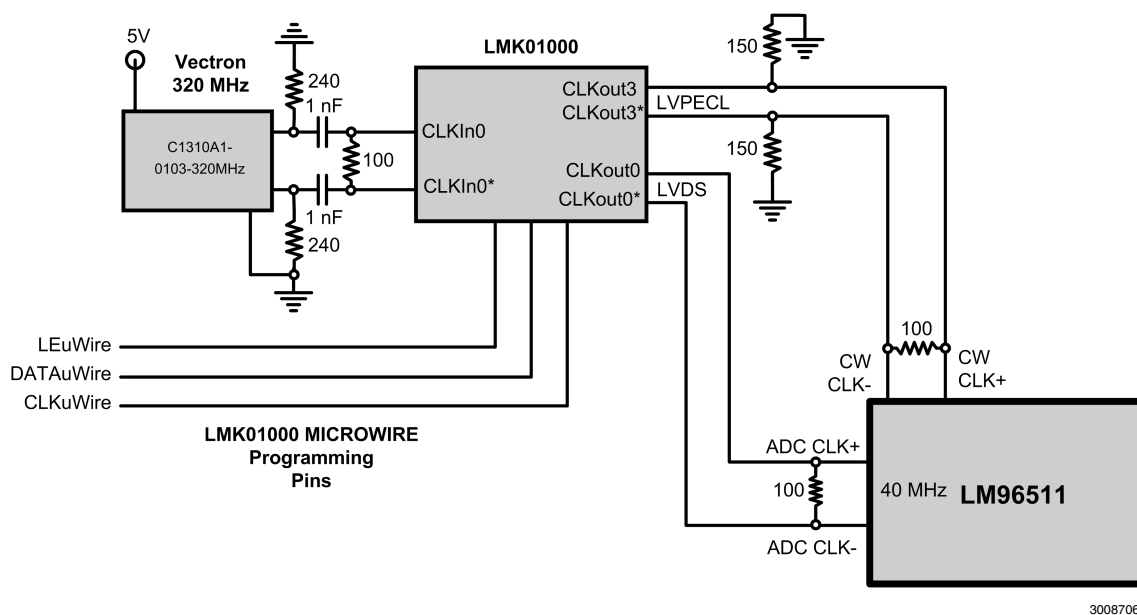 5V
Vectron
320 MHz
C1310A1-
0103-320MHz
240
1 nF
100
1 nF
240
LMK01000
CLKIn0
CLKIn0*
CLKout3
CLKout3*
CLKout0
CLKout0*
LVPECL
LVDS
150
150
LEuWire
DATAuWire
CLKuWire
LMK01000 MICROWIRE
Programming
Pins
100
CW
CLK-
CW
CLK+
ADC CLK+
100
ADC CLK-
40 MHz
LM96511
3008706